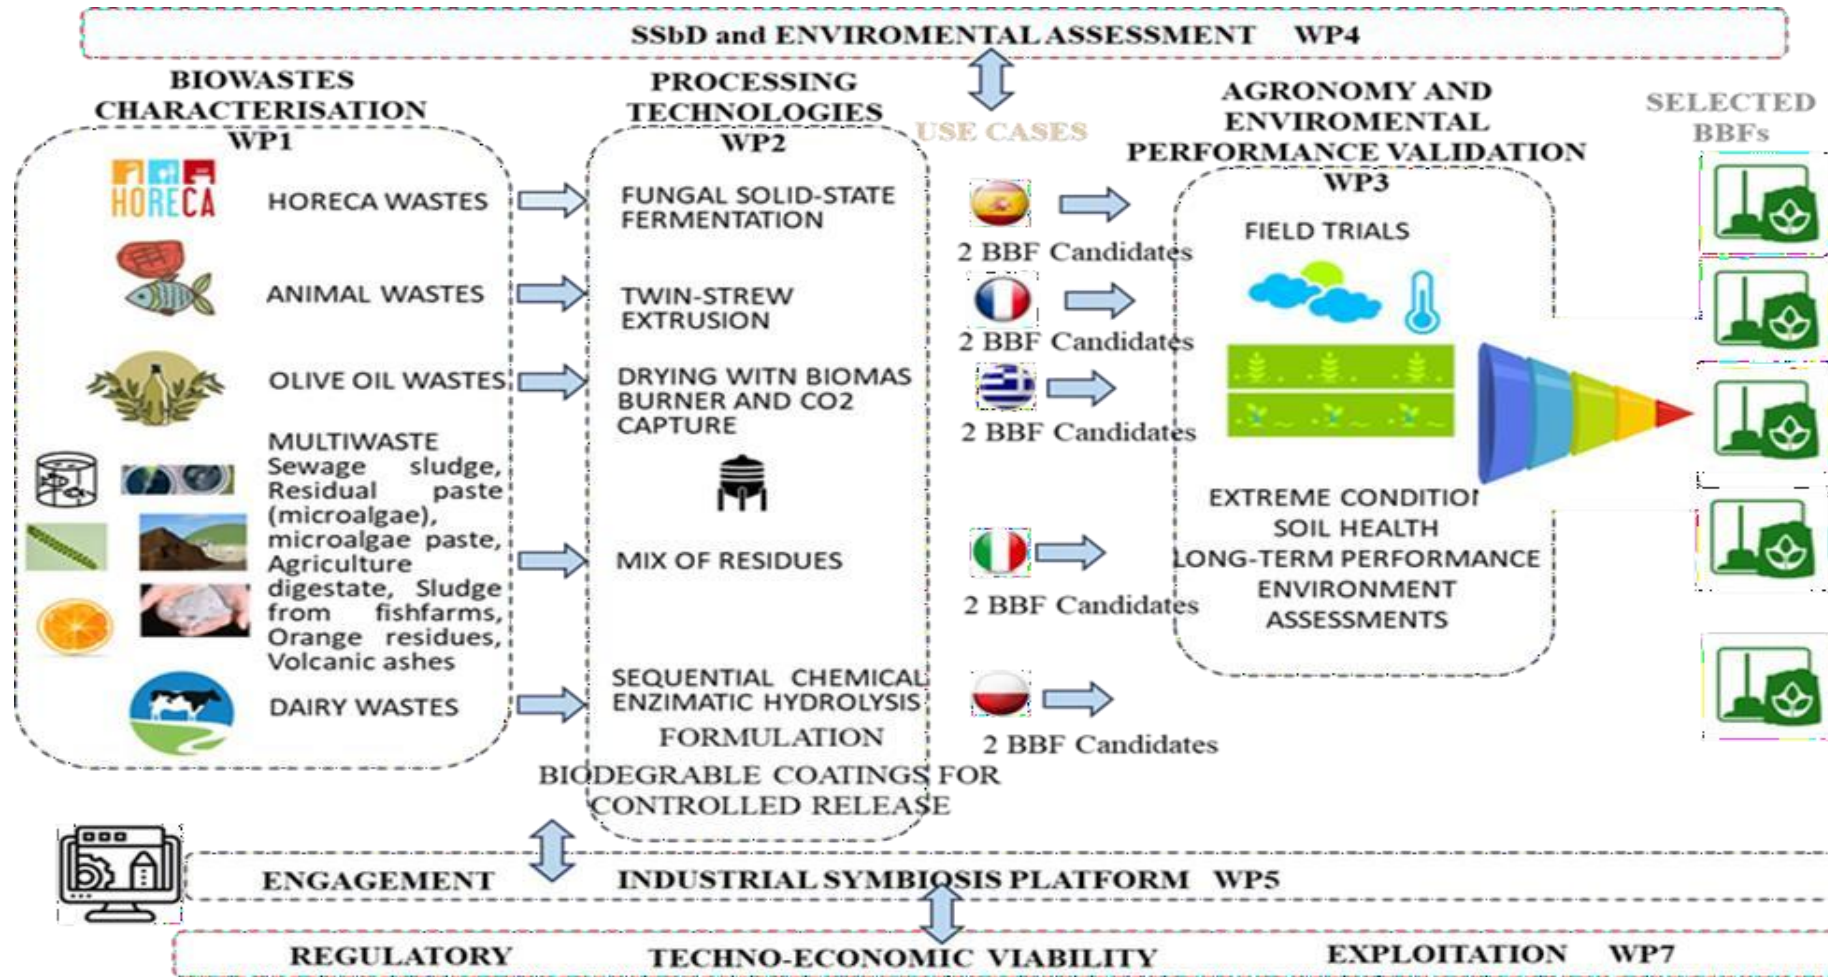 SSbD and ENVIROMENTAL ASSESSMENT WP4
BIOWASTES
CHARACTERISATION
WP1
HORECA
HORECA WASTES
ANIMAL WASTES
OLIVE OIL WASTES
MULTIWASTE
Sewage sludge,
Residual paste
(microalgae),
microalgae paste,
Agriculture
digestate, Sludge
from fishfarms,
Orange residues,
Volcanic ashes
DAIRY WASTES
PROCESSING
TECHNOLOGIES
WP2
FUNGAL SOLID-STATE
FERMENTATION
TWIN-STREW
EXTRUSION
DRYING WITN BIOMAS
BURNER AND CO2
CAPTURE
MIX OF RESIDUES
SEQUENTIAL CHEMICAL
ENZIMATIC HYDROLYSIS
FORMULATION
BIODEGRABLE COATINGS FOR
CONTROLLED RELEASE
USE CASES
2 BBF Candidates
2 BBF Candidates
2 BBF Candidates
2 BBF Candidates
2 BBF Candidates
AGRONOMY AND
ENVIROMENTAL
PERFORMANCE VALIDATION
WP3
FIELD TRIALS
EXTREME CONDITION
SOIL HEALTH
LONG-TERM PERFORMANCE
ENVIRONMENT
ASSESSMENTS
SELECTED
BBFs
ENGAGEMENT INDUSTRIAL SYMBIOSIS PLATFORM WP5
REGULATORY TECHNO-ECONOMIC VIABILITY EXPLOITATION WP7